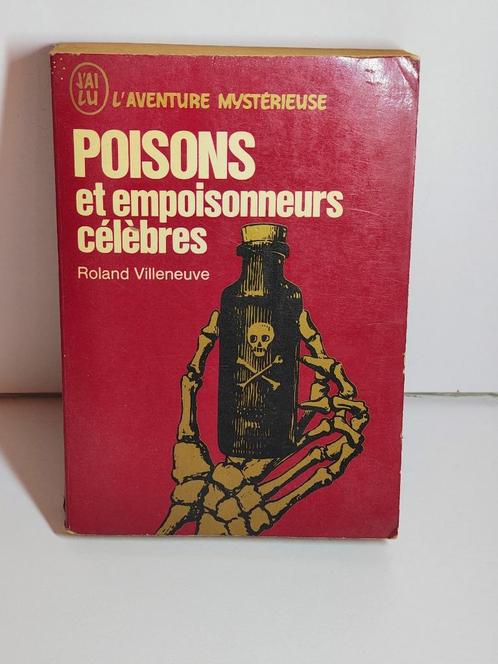 J'AI
LU
L'AVENTURE MYSTÉRIEUSE
POISONS
et empoisonneurs
célèbres
Roland Villeneuve